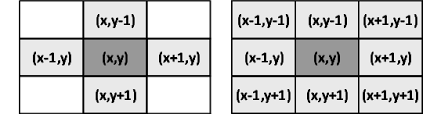 (x,y-1)
(x-1,y) (x,y) (x+1,y)
(x,y+1)
(x-1,y-1) (x,y-1) (x+1,y-1)
(x-1,y) (x,y) (x+1,y)
(x-1,y+1) (x,y+1) (x+1,y+1)